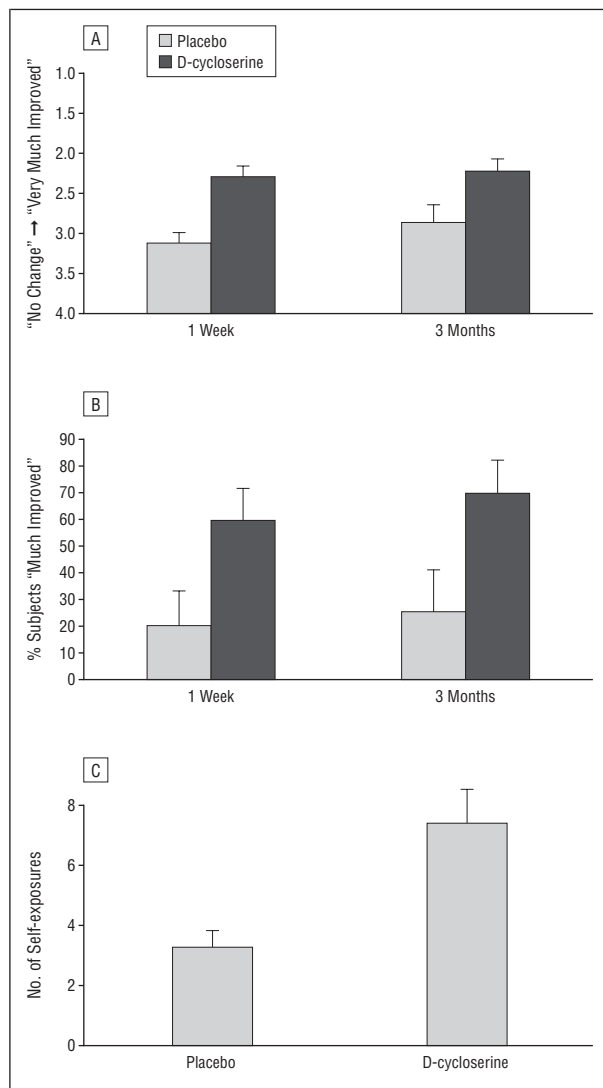 A
Placebo
D-cycloserine
"No Change" → "Very Much Improved"
1.0
1.5
2.0
2.5
3.0
3.5
4.0
1 Week
3 Months
B
% Subjects "Much Improved"
90
80
70
60
50
40
30
20
10
0
1 Week
3 Months
C
No. of Self-exposures
8
6
4
2
0
Placebo
D-cycloserine